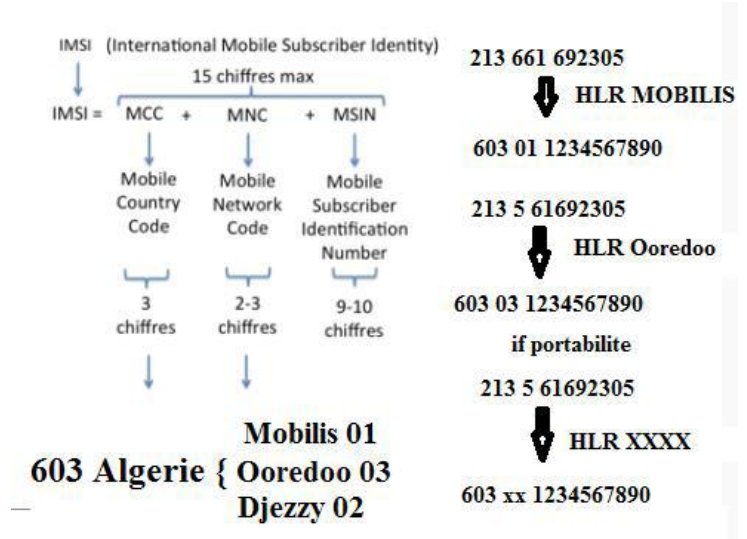 IMSI (International Mobile Subscriber Identity)
15 chiffres max
IMSI = MCC + MNC + MSIN
Mobile Country Code
Mobile Network Code
Mobile Subscriber Identification Number
3 chiffres
2-3 chiffres
9-10 chiffres
603 Algerie {
Mobilis 01
Ooredoo 03
Djezzy 02
213 661 692305
HLR MOBILIS
603 01 1234567890
213 5 61692305
HLR Ooredoo
603 03 1234567890
if portabilite
213 5 61692305
HLR XXXX
603 xx 1234567890